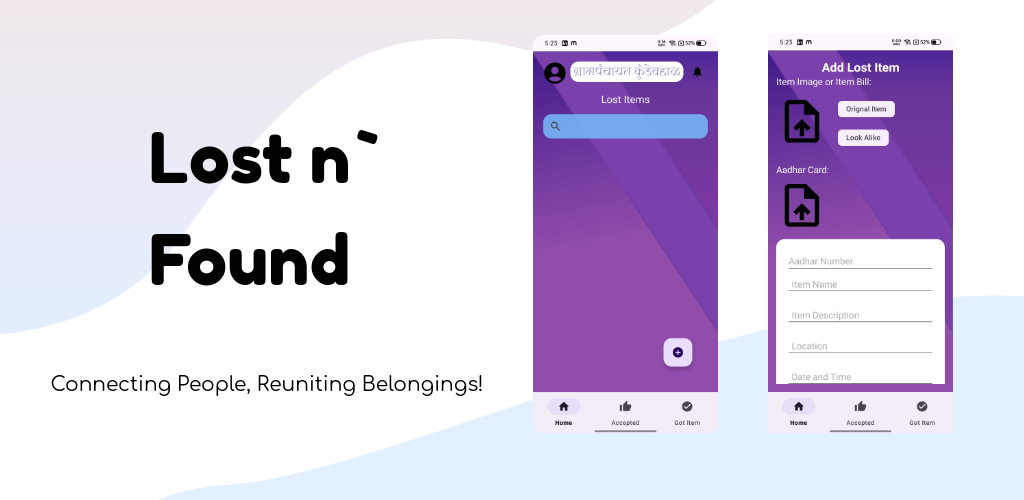 Lost n`
Found
Connecting People, Reuniting Belongings!
5:23
52%
ग्रामपंचायत कुंडेवहाळ
Lost Items
Home
Accepted
Got Item
5:23
52%
Add Lost Item
Item Image or Item Bill:
Orignal Item
Look Alike
Aadhar Card:
Aadhar Number
Item Name
Item Description
Location
Date and Time
Home
Accepted
Got Item